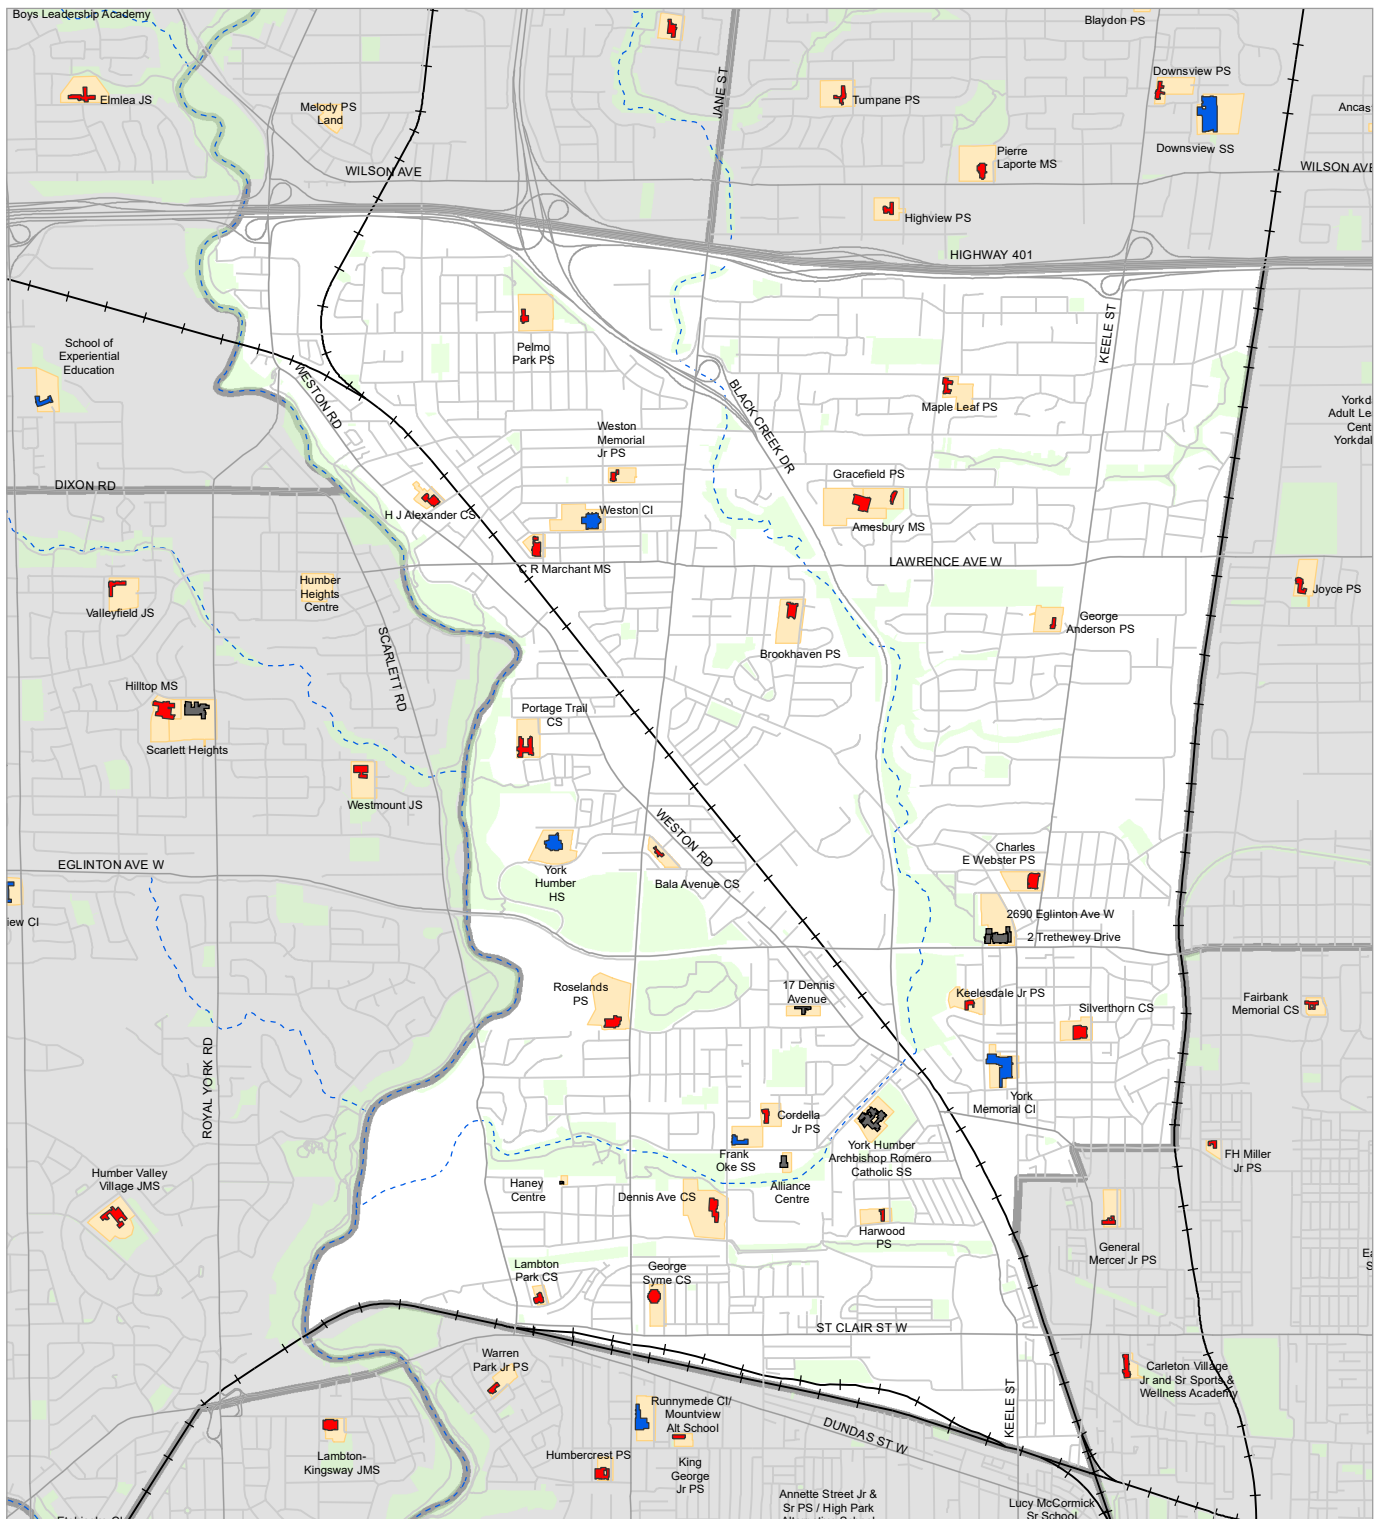 Boys Leadership Academy
Blaydon PS
Downsview PS
Elmlea JS
Melody PS
Land
JANE ST
Tumpane PS
Downsview SS
Pierre
Laporte MS
WILSON AVE
WILSON AVE
Highview PS
HIGHWAY 401
School of
Experiential
Education
Pelmo
Park PS
KEELE ST
WESTON RD
BLACK CREEK DR
Maple Leaf PS
Weston
Memorial
Jr PS
Gracefield PS
DIXON RD
H J Alexander CS
Weston CI
Amesbury MS
C R Marchant MS
LAWRENCE AVE W
Valleyfield JS
Humber
Heights
Centre
Joyce PS
George
Anderson PS
SCARLETT RD
Brookhaven PS
Hilltop MS
Scarlett Heights
Portage Trail
CS
Westmount JS
WESTON RD
EGLINTON AVE W
York
Humber
HS
Bala Avenue CS
Charles
E Webster PS
iew CI
2690 Eglinton Ave W
2 Trethewey Drive
Roselands
PS
17 Dennis
Avenue
Keelesdale Jr PS
Silverthorn CS
Fairbank
Memorial CS
ROYAL YORK RD
York
Memorial CI
Cordella
Jr PS
Frank
Oke SS
York Humber
Archbishop Romero
Catholic SS
FH Miller
Jr PS
Humber Valley
Village JMS
Haney
Centre
Dennis Ave CS
Alliance
Centre
Harwood
PS
General
Mercer Jr PS
Lambton
Park CS
George
Syme CS
ST CLAIR ST W
Warren
Park Jr PS
Carleton Village
Jr and Sr Sports &
Wellness Academy
Runnymede CI/
Mountview
Alt School
KEELE ST
DUNDAS ST W
Lambton-
Kingsway JMS
Humbercrest PS
King
George
Jr PS
Annette Street Jr &
Sr PS / High Park
Lucy McCormick
Sr School